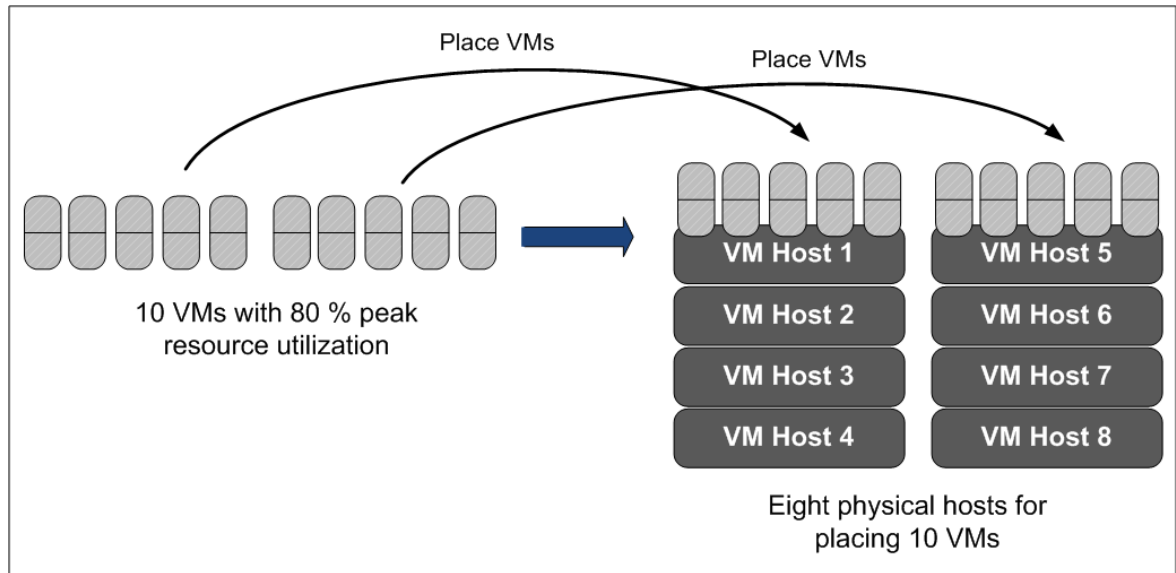 Place VMs
Place VMs
10 VMs with 80 % peak
resource utilization
VM Host 1
VM Host 2
VM Host 3
VM Host 4
VM Host 5
VM Host 6
VM Host 7
VM Host 8
Eight physical hosts for
placing 10 VMs